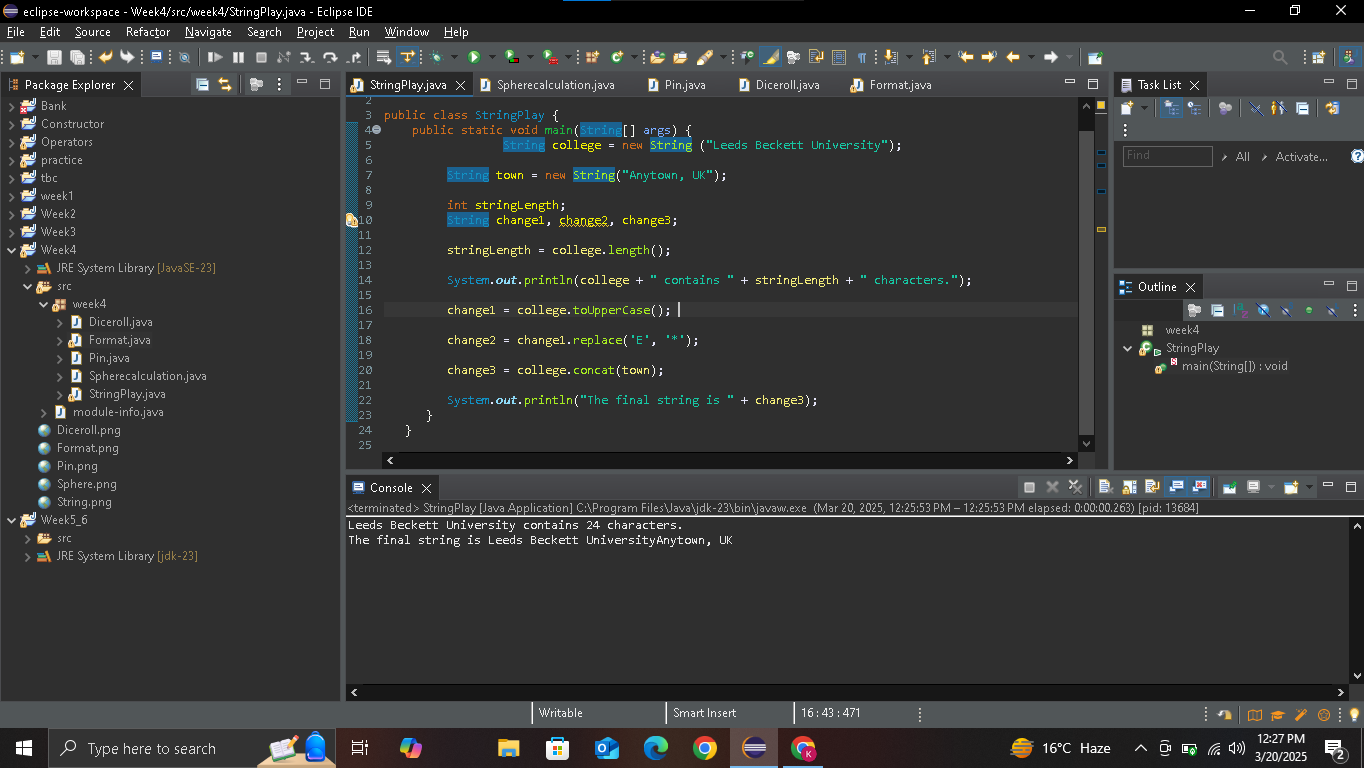 eclipse-workspace - Week4/src/week4/StringPlay.java - Eclipse IDE
File Edit Source Refactor Navigate Search Project Run Window Help
Package Explorer
Bank
Constructor
Operators
practice
tbc
week1
Week2
Week3
Week4
JRE System Library [JavaSE-23]
src
week4
Diceroll.java
Format.java
Pin.java
Spherecalculation.java
StringPlay.java
module-info.java
Diceroll.png
Format.png
Pin.png
Sphere.png
String.png
Week5_6
src
JRE System Library [jdk-23]
StringPlay.java Spherecalculation.java Pin.java Diceroll.java Format.java
2
3 public class StringPlay {
4 public static void main(String[] args) {
5 String college = new String ("Leeds Beckett University");
6
7 String town = new String("Anytown, UK");
8
9 int stringLength;
10 String change1, change2, change3;
11
12 stringLength = college.length();
13
14 System.out.println(college + " contains " + stringLength + " characters.");
15
16 change1 = college.toUpperCase();
17
18 change2 = change1.replace('E', '*');
19
20 change3 = college.concat(town);
21
22 System.out.println("The final string is " + change3);
23 }
24 }
25
Task List
Find All Activate...
Outline
week4
StringPlay
main(String[]) : void
Console
<terminated> StringPlay [Java Application] C:\Program Files\Java\jdk-23\bin\javaw.exe (Mar 20, 2025, 12:25:53 PM – 12:25:53 PM elapsed: 0:00:00.263) [pid: 13684]
Leeds Beckett University contains 24 characters.
The final string is Leeds Beckett UniversityAnytown, UK
Writable Smart Insert 16 : 43 : 471
Type here to search
K
16°C Haze
12:27 PM
3/20/2025
2